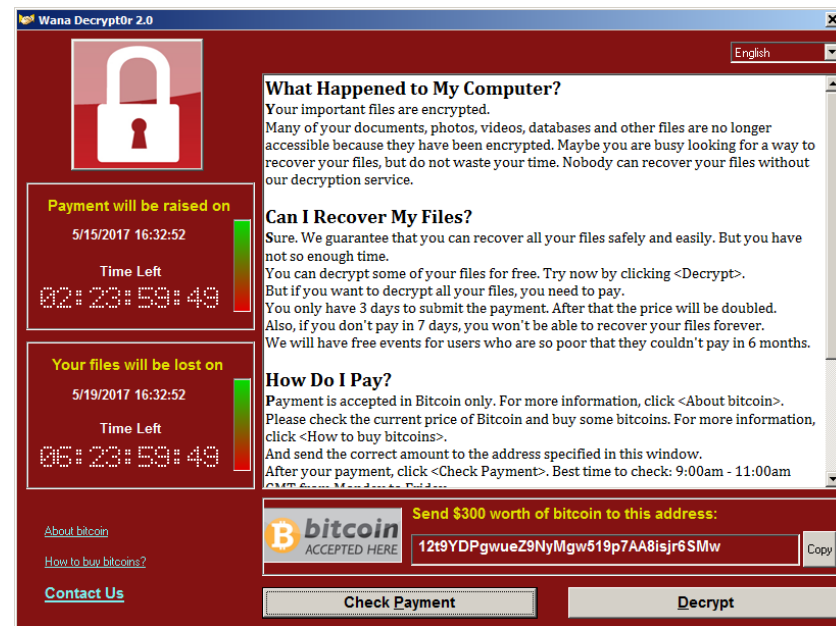 Wana Decrypt0r 2.0
English
Payment will be raised on
5/15/2017 16:32:52
Time Left
02:23:59:49
Your files will be lost on
5/19/2017 16:32:52
Time Left
06:23:59:49
About bitcoin
How to buy bitcoins?
Contact Us
What Happened to My Computer?
Your important files are encrypted.
Many of your documents, photos, videos, databases and other files are no longer
accessible because they have been encrypted. Maybe you are busy looking for a way to
recover your files, but do not waste your time. Nobody can recover your files without
our decryption service.
Can I Recover My Files?
Sure. We guarantee that you can recover all your files safely and easily. But you have
not so enough time.
You can decrypt some of your files for free. Try now by clicking <Decrypt>.
But if you want to decrypt all your files, you need to pay.
You only have 3 days to submit the payment. After that the price will be doubled.
Also, if you don't pay in 7 days, you won't be able to recover your files forever.
We will have free events for users who are so poor that they couldn't pay in 6 months.
How Do I Pay?
Payment is accepted in Bitcoin only. For more information, click <About bitcoin>.
Please check the current price of Bitcoin and buy some bitcoins. For more information,
click <How to buy bitcoins>.
And send the correct amount to the address specified in this window.
After your payment, click <Check Payment>. Best time to check: 9:00am - 11:00am
GMT from Monday to Friday.
bitcoin
ACCEPTED HERE
Send $300 worth of bitcoin to this address:
12t9YDPgwueZ9NyMgw519p7AA8isjr6SMw
Copy
Check Payment
Decrypt